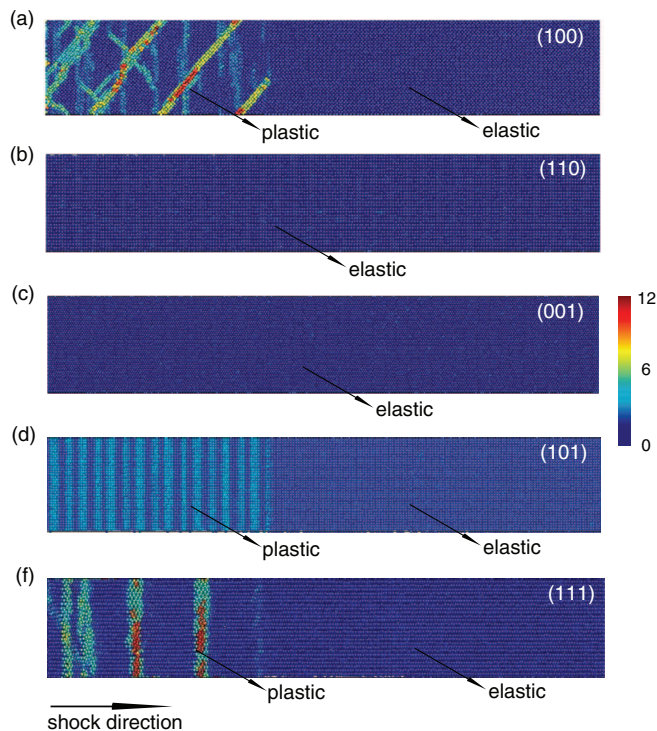 (a)
(100)
plastic
elastic
(b)
(110)
elastic
(c)
(001)
elastic
12
6
0
(d)
(101)
plastic
elastic
(f)
(111)
plastic
elastic
shock direction